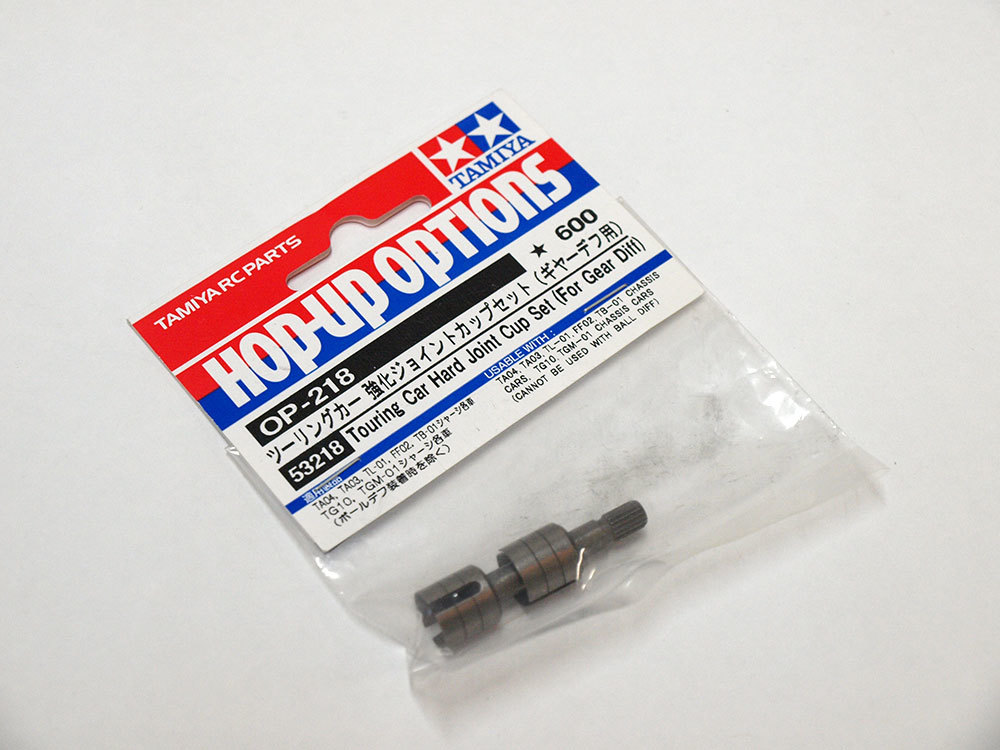 TAMIYA
TAMIYA RC PARTS
HOP-UP OPTIONS
OP-218
★ 600
ツーリングカー 強化ジョイントカップセット (ギヤーデフ用)
53218 Touring Car Hard Joint Cup Set (For Gear Diff)
TA04, TA03, TL-01, FF02, TB-01シャーシ各車
TG10, TGM-01シャーシ各車
(ボールデフ装着時を除く)
USABLE WITH :
TA04, TA03, TL-01, FF02, TB-01 CHASSIS
CARS, TG10, TGM-01 CHASSIS CARS
(CANNOT BE USED WITH BALL DIFF)